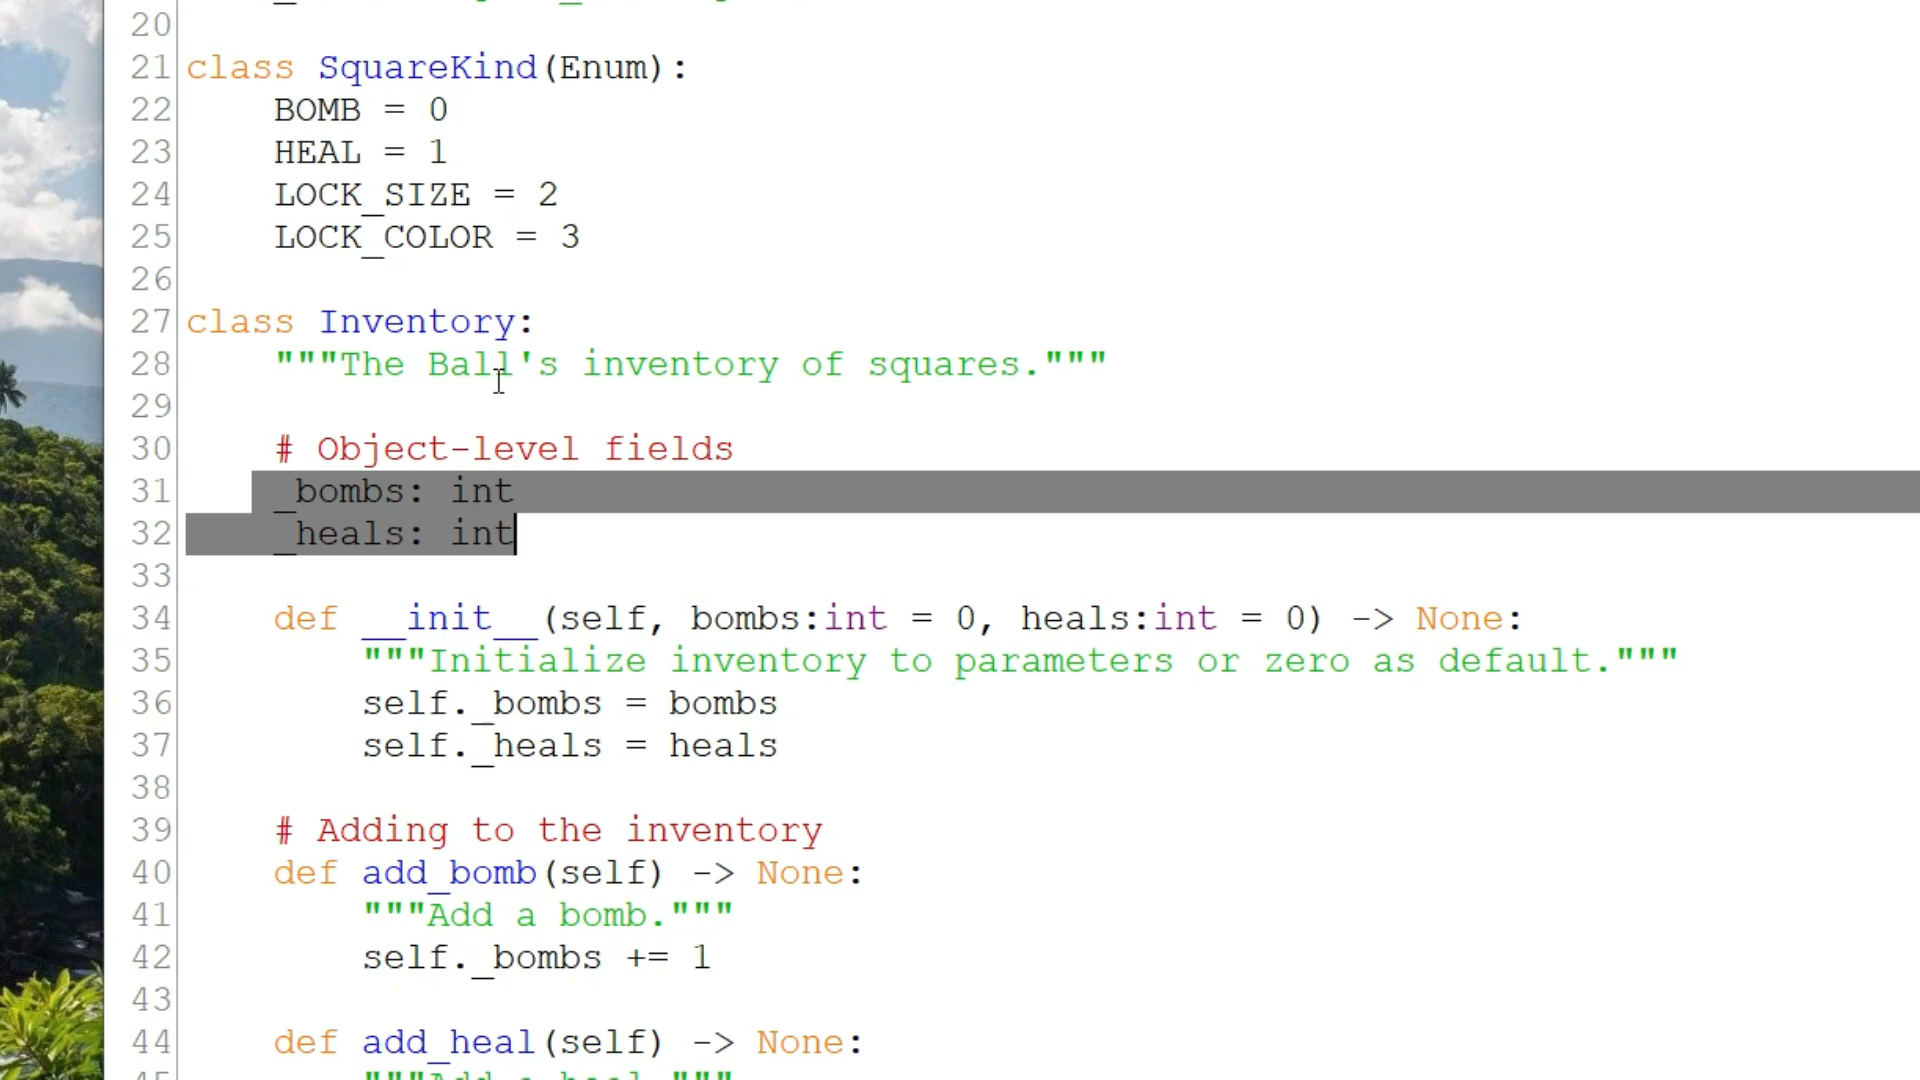 20
21 class SquareKind(Enum):
22     BOMB = 0
23     HEAL = 1
24     LOCK_SIZE = 2
25     LOCK_COLOR = 3
26
27 class Inventory:
28     """The Ball's inventory of squares."""
29
30     # Object-level fields
31     _bombs: int
32     _heals: int
33
34     def __init__(self, bombs:int = 0, heals:int = 0) -> None:
35         """Initialize inventory to parameters or zero as default."""
36         self._bombs = bombs
37         self._heals = heals
38
39     # Adding to the inventory
40     def add_bomb(self) -> None:
41         """Add a bomb."""
42         self._bombs += 1
43
44     def add_heal(self) -> None: